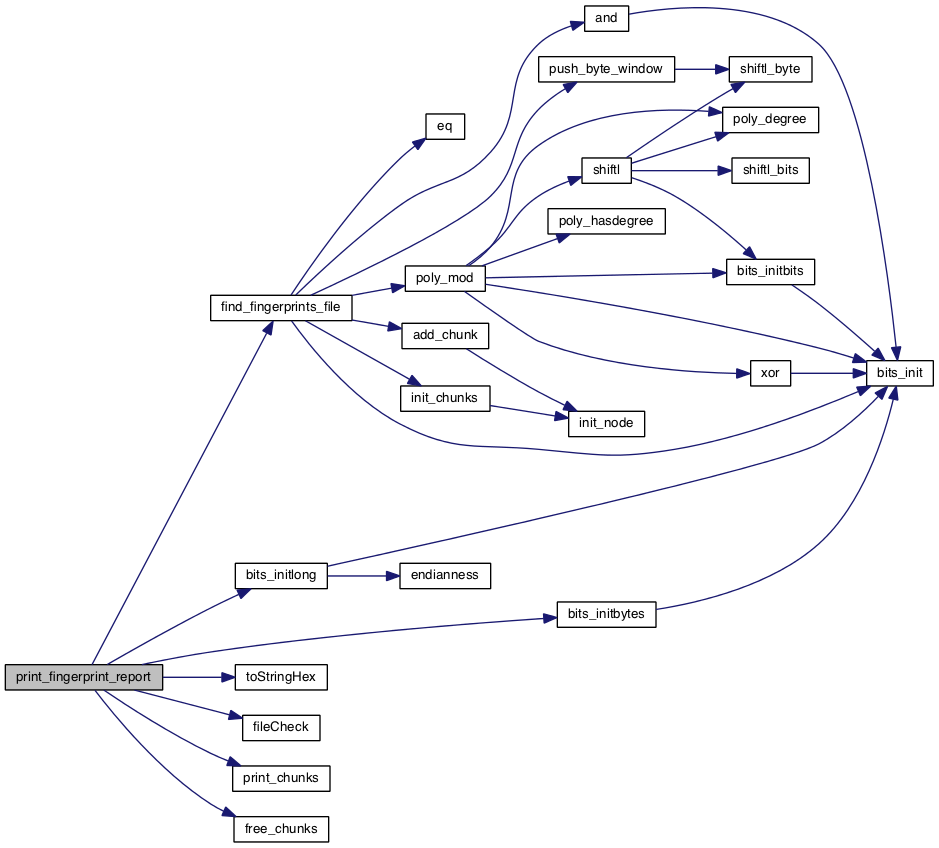 and
push_byte_window
shiftl_byte
poly_degree
eq
shiftl
shiftl_bits
poly_hasdegree
bits_initbits
poly_mod
find_fingerprints_file
add_chunk
xor
bits_init
init_chunks
init_node
bits_initlong
endianness
bits_initbytes
print_fingerprint_report
toStringHex
fileCheck
print_chunks
free_chunks